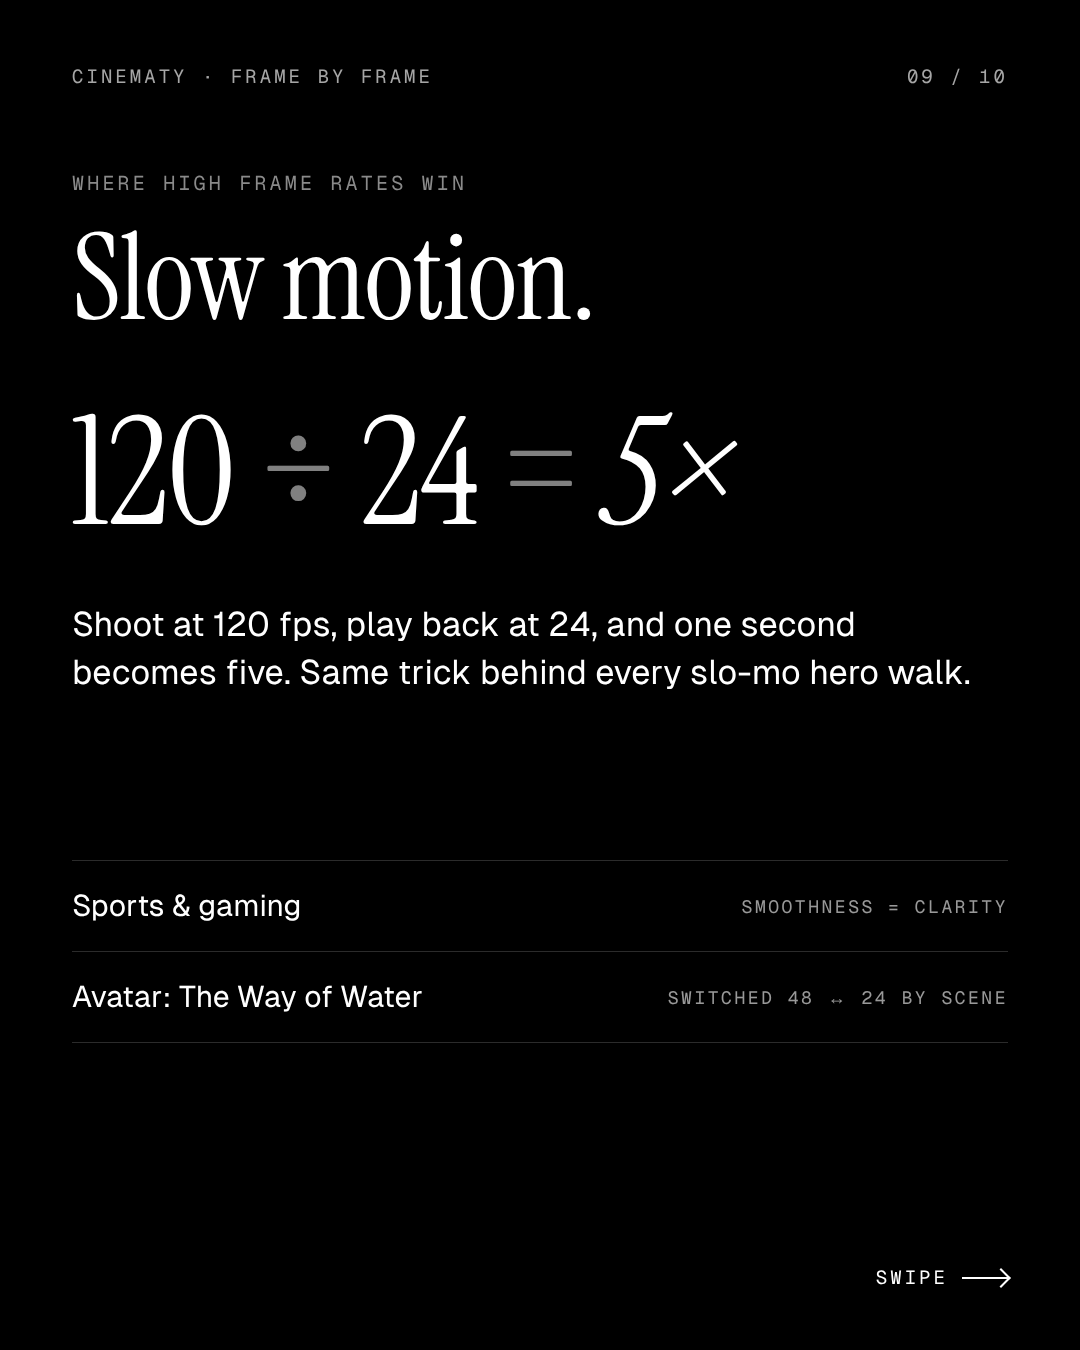 CINEMATY · FRAME BY FRAME
09 / 10
WHERE HIGH FRAME RATES WIN
Slow motion.
120 ÷ 24 = 5×
Shoot at 120 fps, play back at 24, and one second
becomes five. Same trick behind every slo-mo hero walk.
Sports & gaming
SMOOTHNESS = CLARITY
Avatar: The Way of Water
SWITCHED 48 ↔ 24 BY SCENE
SWIPE →